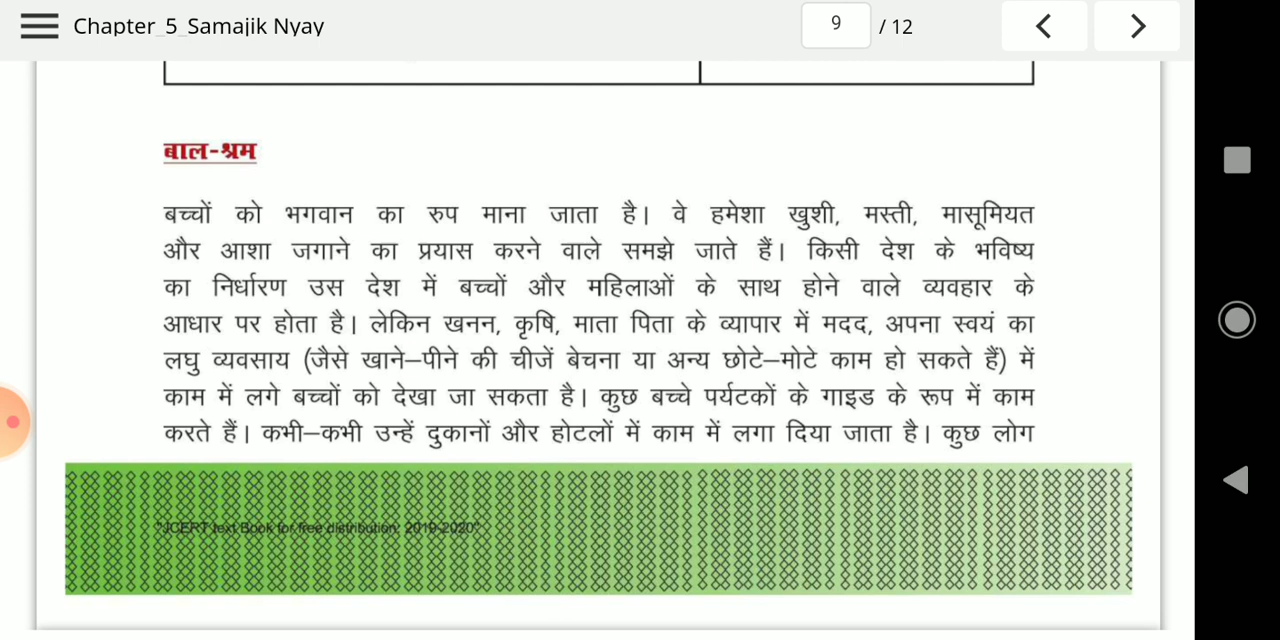 Chapter_5_Samajik Nyay
9 / 12
बाल-श्रम
बच्चों को भगवान का रुप माना जाता है। वे हमेशा खुशी, मस्ती, मासूमियत
और आशा जगाने का प्रयास करने वाले समझे जाते हैं। किसी देश के भविष्य
का निर्धारण उस देश में बच्चों और महिलाओं के साथ होने वाले व्यवहार के
आधार पर होता है। लेकिन खनन, कृषि, माता पिता के व्यापार में मदद, अपना स्वयं का
लघु व्यवसाय (जैसे खाने–पीने की चीजें बेचना या अन्य छोटे–मोटे काम हो सकते हैं) में
काम में लगे बच्चों को देखा जा सकता है। कुछ बच्चे पर्यटकों के गाइड के रूप में काम
करते हैं। कभी–कभी उन्हें दुकानों और होटलों में काम में लगा दिया जाता है। कुछ लोग
"JCERT text Book for free distribution: 2019-2020"